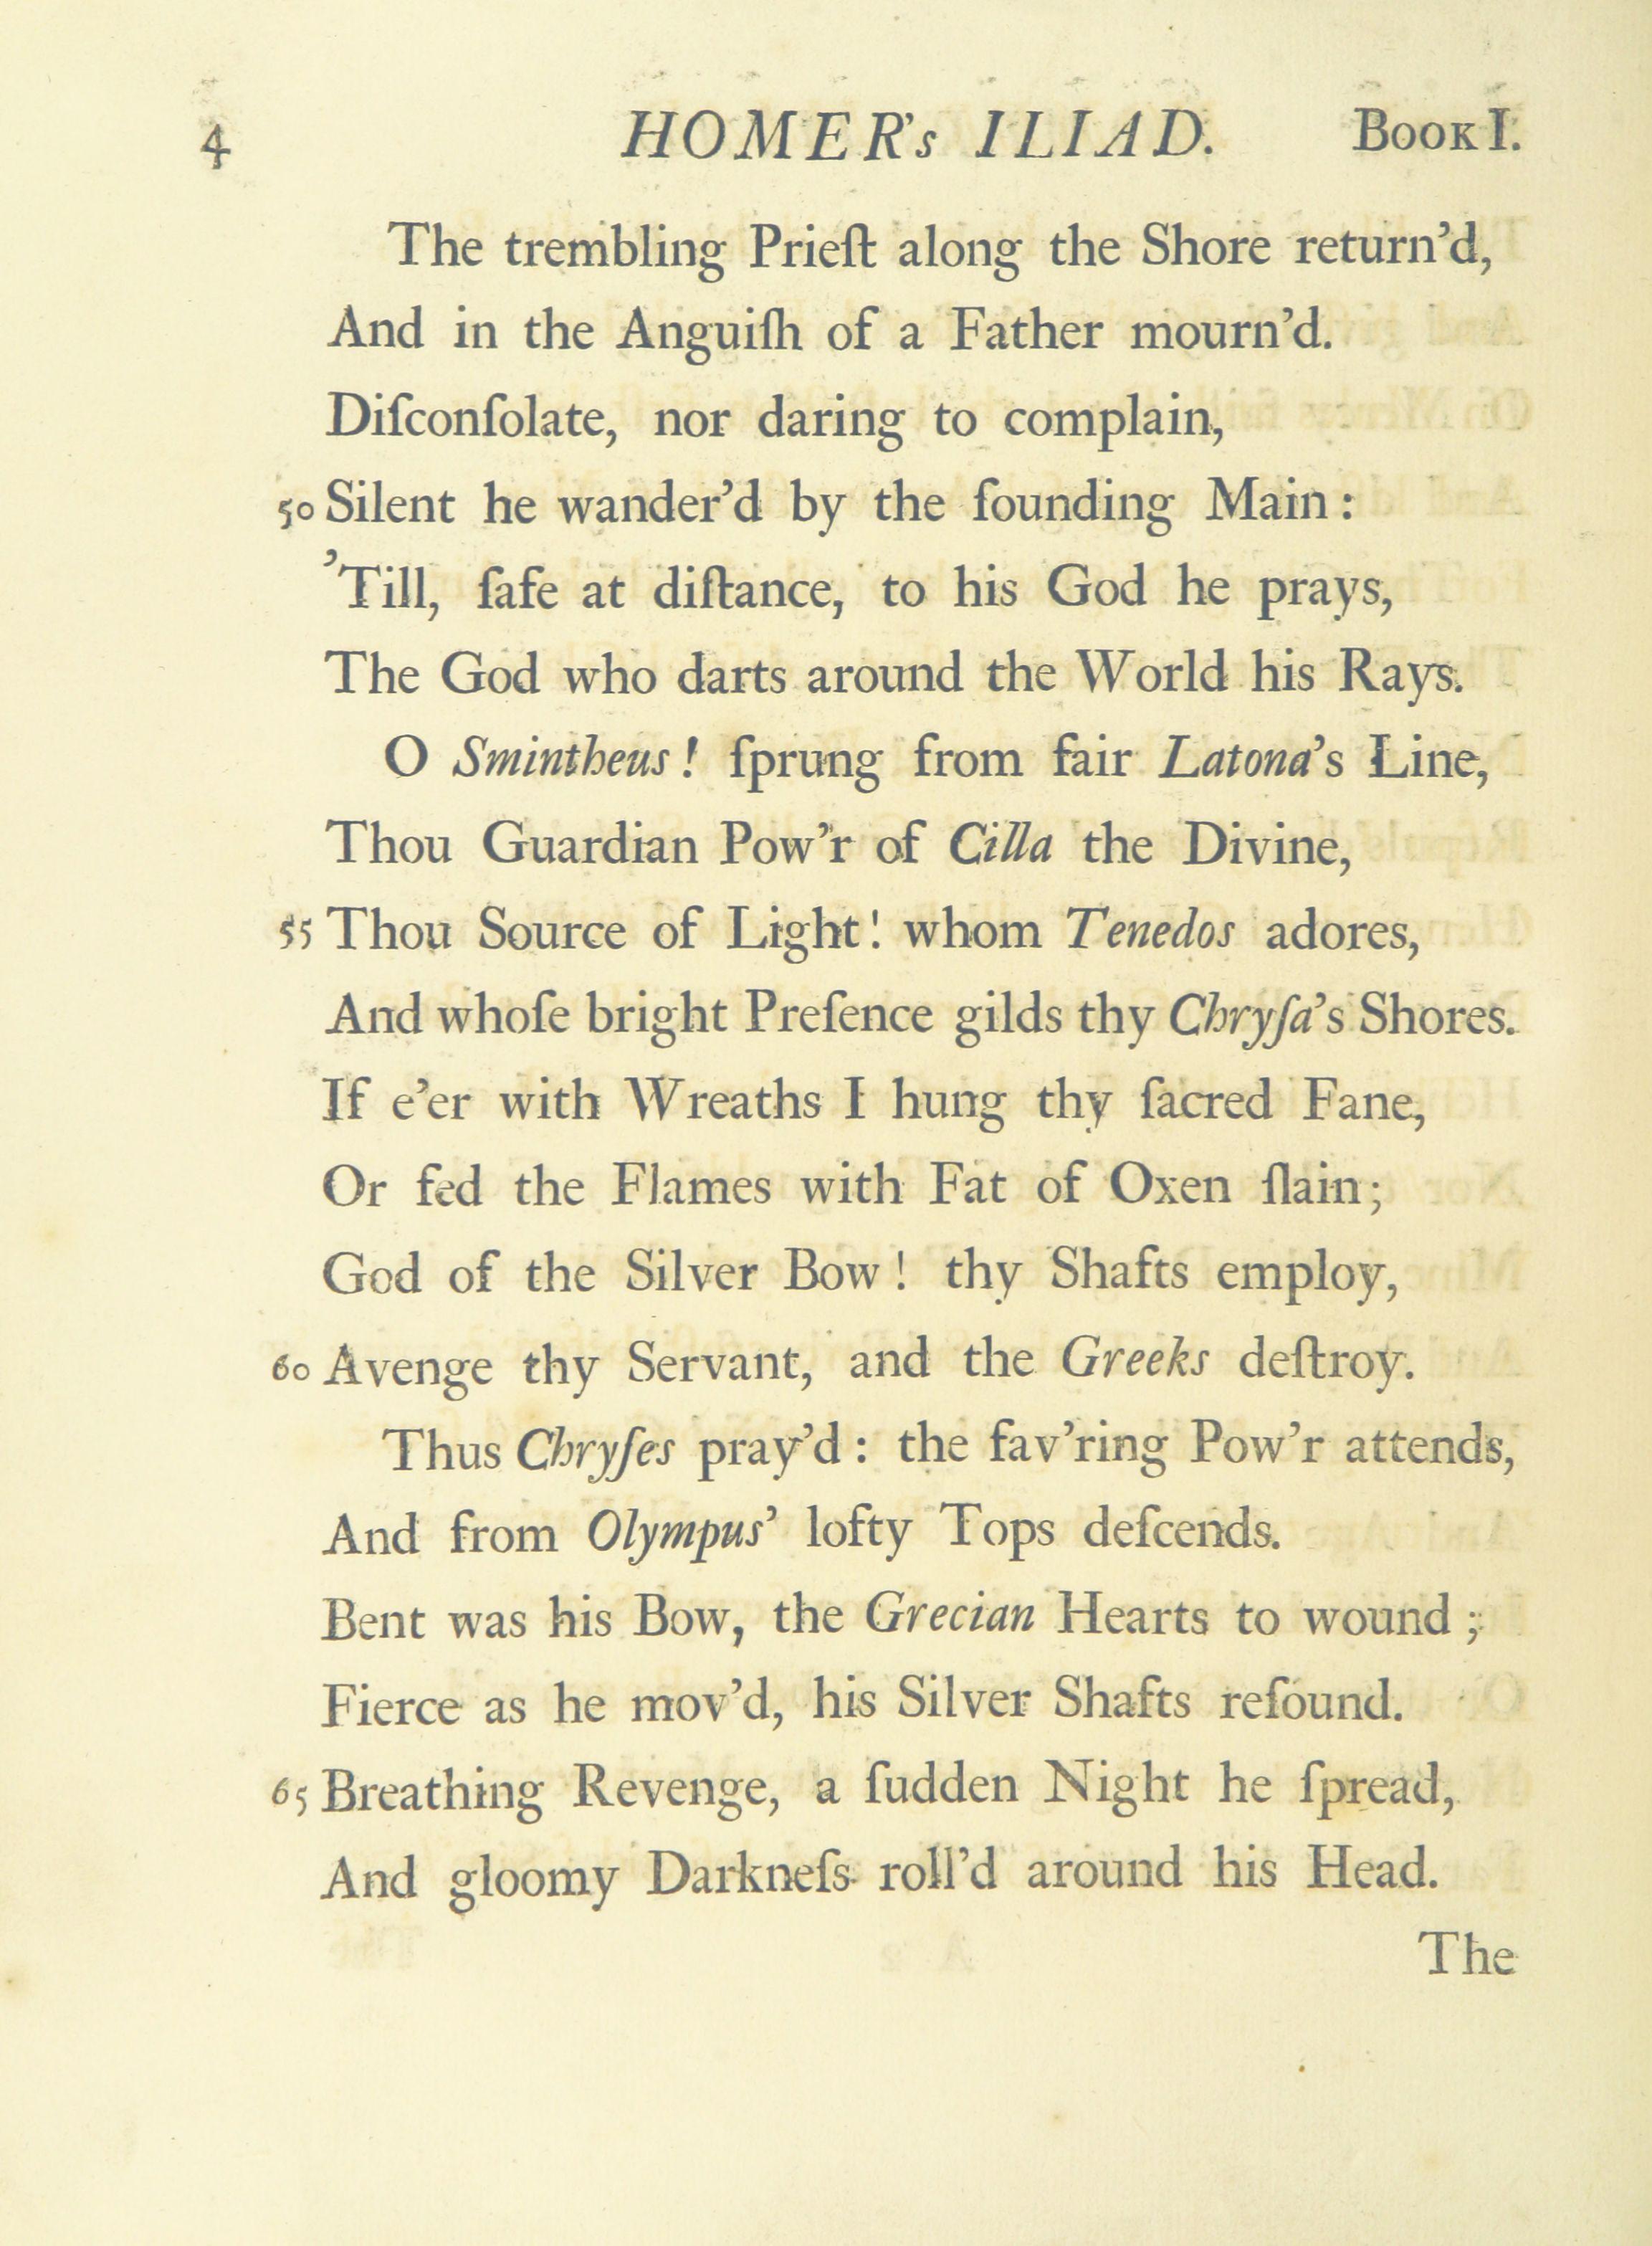 4 HOMER's ILIAD. BOOK I.
The trembling Prieſt along the Shore return'd,
And in the Anguiſh of a Father mourn'd.
Diſconſolate, nor daring to complain,
50 Silent he wander'd by the ſounding Main:
'Till, ſafe at diſtance, to his God he prays,
The God who darts around the World his Rays.
O Smintheus! ſprung from fair Latona's Line,
Thou Guardian Pow'r of Cilla the Divine,
55 Thou Source of Light! whom Tenedos adores,
And whoſe bright Preſence gilds thy Chryſa's Shores.
If e'er with Wreaths I hung thy ſacred Fane,
Or fed the Flames with Fat of Oxen ſlain;
God of the Silver Bow! thy Shafts employ,
60 Avenge thy Servant, and the Greeks deſtroy.
Thus Chryſes pray'd: the fav'ring Pow'r attends,
And from Olympus' lofty Tops deſcends.
Bent was his Bow, the Grecian Hearts to wound;
Fierce as he mov'd, his Silver Shafts reſound.
65 Breathing Revenge, a ſudden Night he ſpread,
And gloomy Darkneſs roll'd around his Head.
The